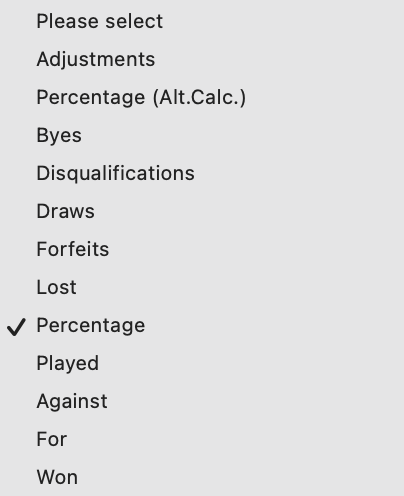 Please select
Adjustments
Percentage (Alt.Calc.)
Byes
Disqualifications
Draws
Forfeits
Lost
Percentage
Played
Against
For
Won